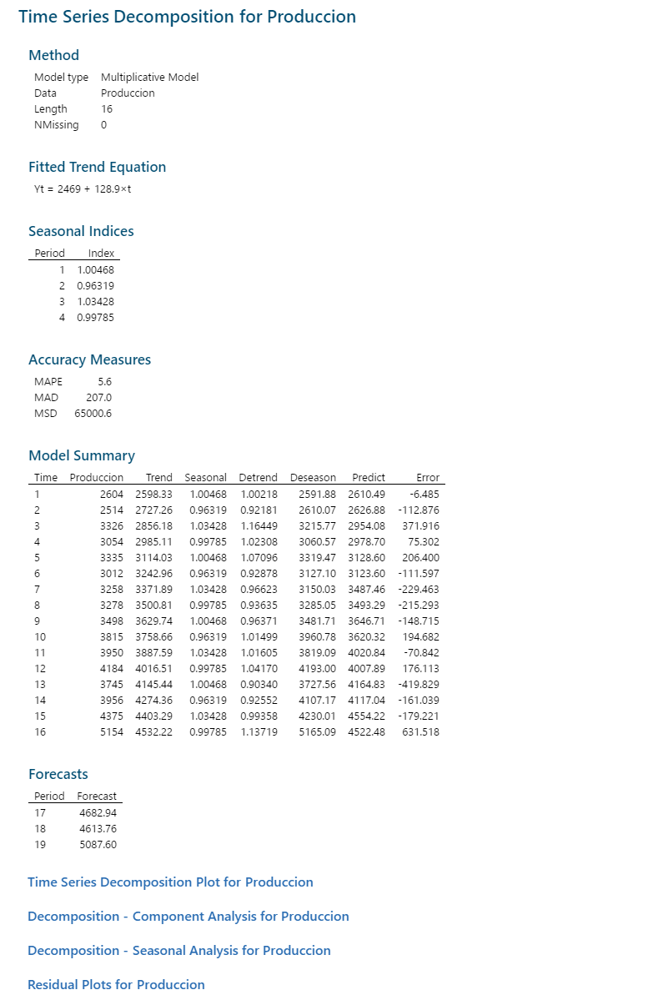 Time Series Decomposition for Produccion
Method
Model type Multiplicative Model
Data Produccion
Length 16
NMissing 0
Fitted Trend Equation
Yt = 2469 + 128.9×t
Seasonal Indices
Period Index
1 1.00468
2 0.96319
3 1.03428
4 0.99785
Accuracy Measures
MAPE 5.6
MAD 207.0
MSD 65000.6
Model Summary
Time Produccion Trend Seasonal Detrend Deseason Predict Error
1 2604 2598.33 1.00468 1.00218 2591.88 2610.49 -6.485
2 2514 2727.26 0.96319 0.92181 2610.07 2626.88 -112.876
3 3326 2856.18 1.03428 1.16449 3215.77 2954.08 371.916
4 3054 2985.11 0.99785 1.02308 3060.57 2978.70 75.302
5 3335 3114.03 1.00468 1.07096 3319.47 3128.60 206.400
6 3012 3242.96 0.96319 0.92878 3127.10 3123.60 -111.597
7 3258 3371.89 1.03428 0.96623 3150.03 3487.46 -229.463
8 3278 3500.81 0.99785 0.93635 3285.05 3493.29 -215.293
9 3498 3629.74 1.00468 0.96371 3481.71 3646.71 -148.715
10 3815 3758.66 0.96319 1.01499 3960.78 3620.32 194.682
11 3950 3887.59 1.03428 1.01605 3819.09 4020.84 -70.842
12 4184 4016.51 0.99785 1.04170 4193.00 4007.89 176.113
13 3745 4145.44 1.00468 0.90340 3727.56 4164.83 -419.829
14 3956 4274.36 0.96319 0.92552 4107.17 4117.04 -161.039
15 4375 4403.29 1.03428 0.99358 4230.01 4554.22 -179.221
16 5154 4532.22 0.99785 1.13719 5165.09 4522.48 631.518
Forecasts
Period Forecast
17 4682.94
18 4613.76
19 5087.60
Time Series Decomposition Plot for Produccion
Decomposition - Component Analysis for Produccion
Decomposition - Seasonal Analysis for Produccion
Residual Plots for Produccion